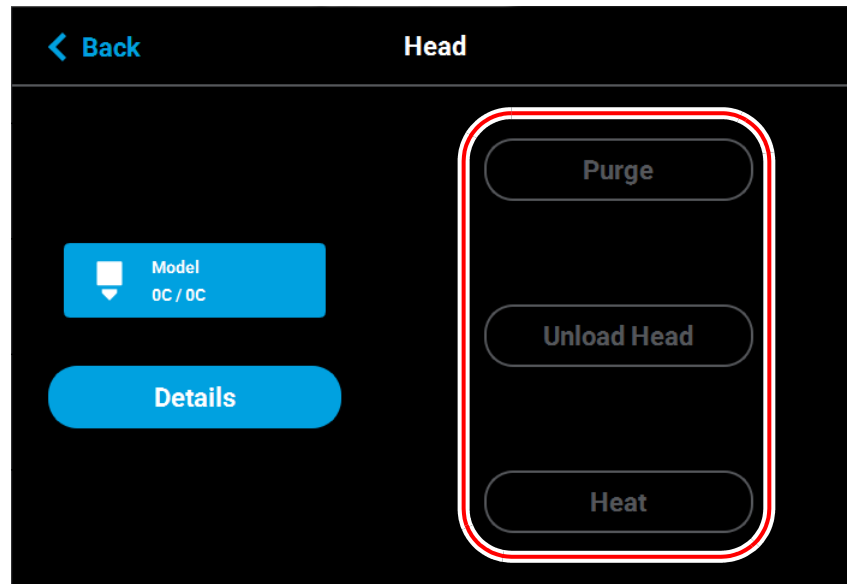 Back
Head
Model
0C / 0C
Details
Purge
Unload Head
Heat